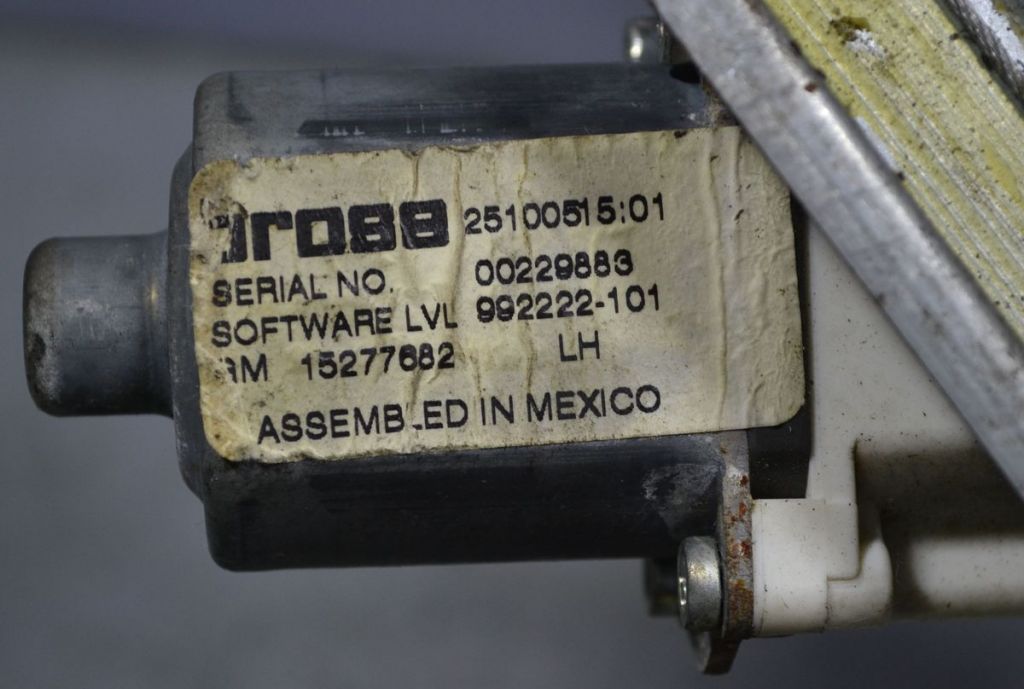 brose 25100515:01
SERIAL NO. 00229883
SOFTWARE LVL 992222-101
GM 15277682 LH
ASSEMBLED IN MEXICO